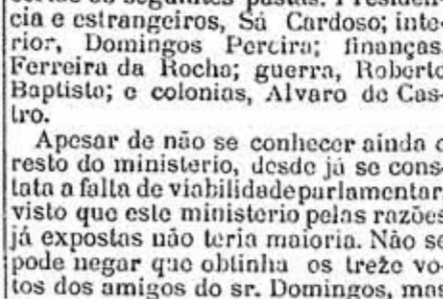 certas as seguintes pastas: Presiden-
cia e estrangeiros, Sá Cardoso; inte-
rior, Domingos Pereira; finanças
Ferreira da Rocha; guerra, Roberto
Baptista; e colonias, Alvaro de Cas-
tro.
Apesar de não se conhecer ainda o
resto do ministerio, desde já se cons-
tata a falta de viabilidade parlamentar
visto que este ministerio pelas razões
já expostas não teria maioria. Não se
pode negar que obtinha os treze vo-
tos dos amigos do sr. Domingos, mas